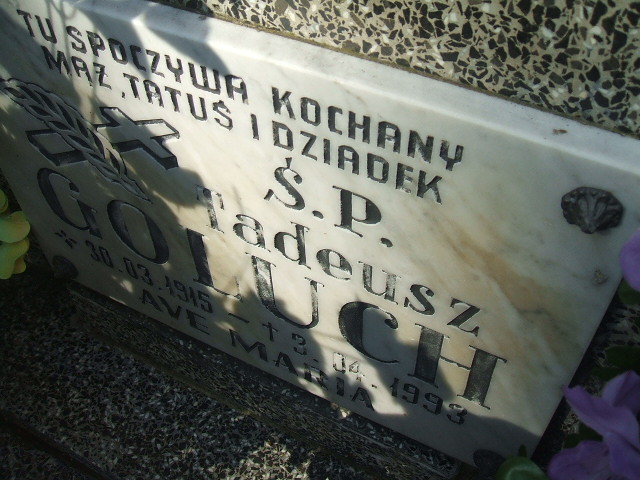 TU SPOCZYWA KOCHANY
MĄŻ, TATUŚ I DZIADEK
Ś.P.
Tadeusz
GOLUCH
* 30.03.1915 - † 3.04.1993
AVE MARIA